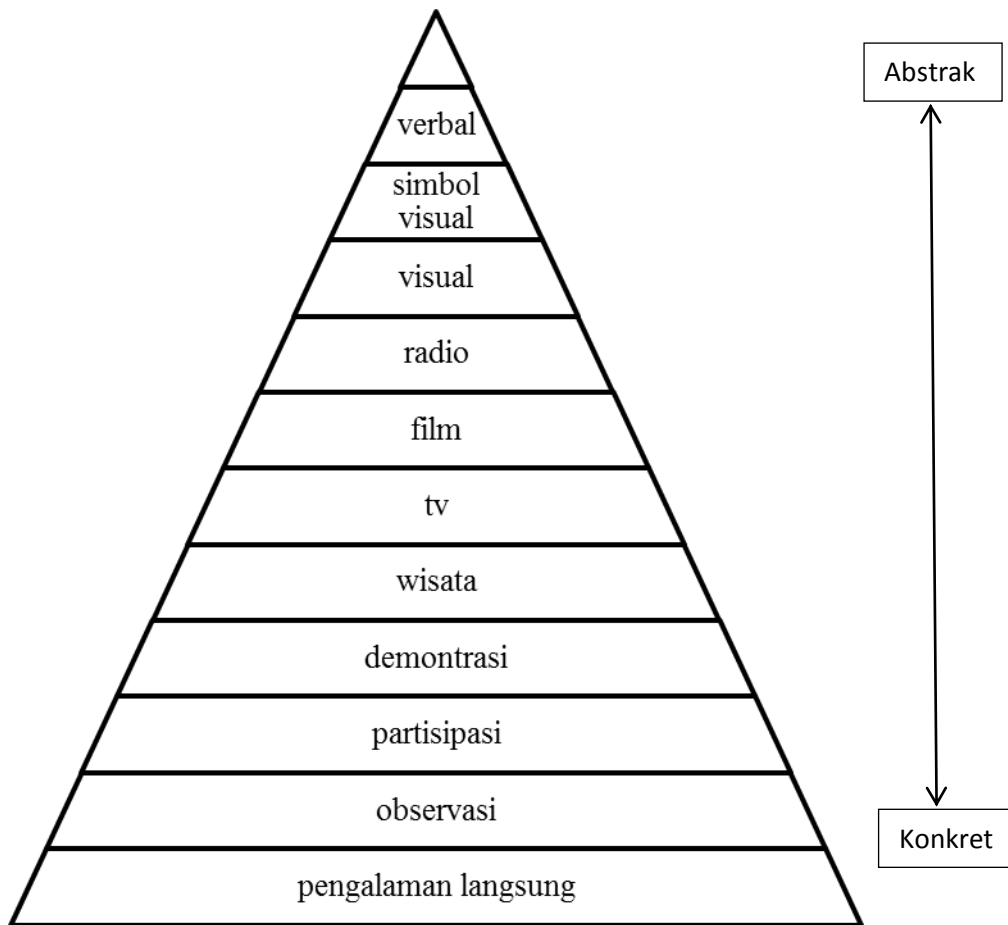 Abstrak
verbal
simbol
visual
visual
radio
film
tv
wisata
demontrasi
partisipasi
observasi
Konkret
pengalaman langsung